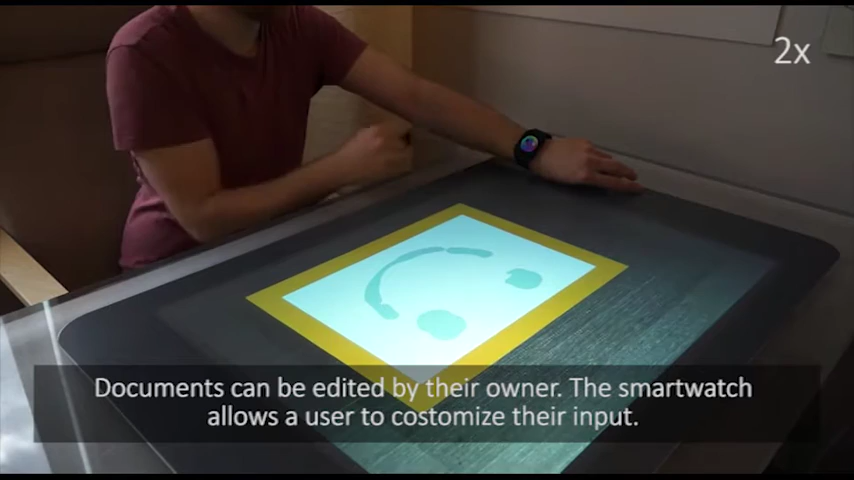 2x
Documents can be edited by their owner. The smartwatch
allows a user to costomize their input.